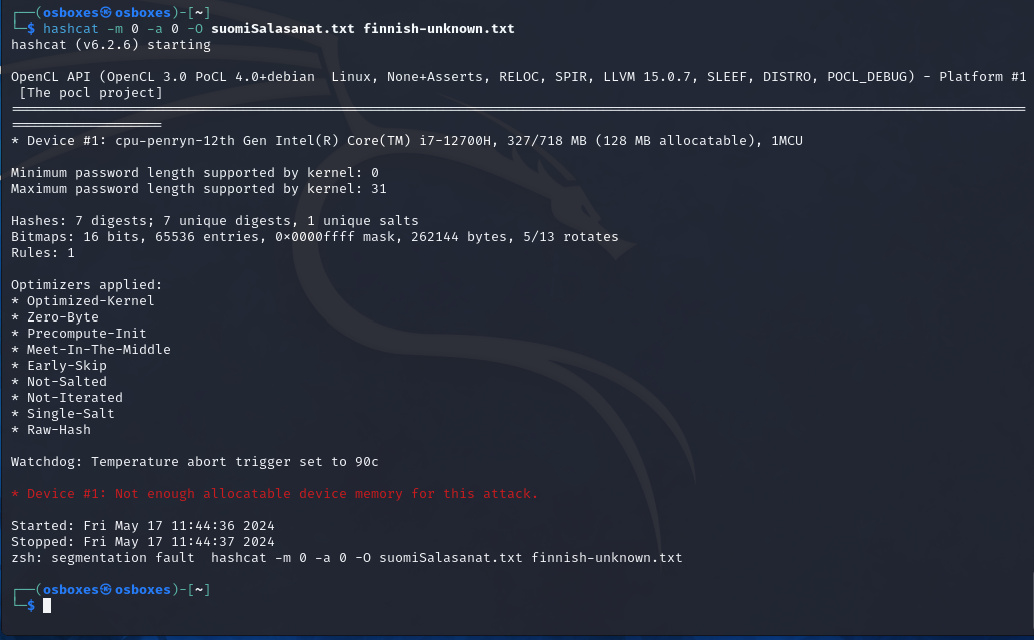 ┌──(osboxes㉿osboxes)-[~]
└─$ hashcat -m 0 -a 0 -O suomiSalasanat.txt finnish-unknown.txt
hashcat (v6.2.6) starting
OpenCL API (OpenCL 3.0 PoCL 4.0+debian  Linux, None+Asserts, RELOC, SPIR, LLVM 15.0.7, SLEEF, DISTRO, POCL_DEBUG) - Platform #1
 [The pocl project]
==============================================================================================================================
==================
* Device #1: cpu-penryn-12th Gen Intel(R) Core(TM) i7-12700H, 327/718 MB (128 MB allocatable), 1MCU
Minimum password length supported by kernel: 0
Maximum password length supported by kernel: 31
Hashes: 7 digests; 7 unique digests, 1 unique salts
Bitmaps: 16 bits, 65536 entries, 0x0000ffff mask, 262144 bytes, 5/13 rotates
Rules: 1
Optimizers applied:
* Optimized-Kernel
* Zero-Byte
* Precompute-Init
* Meet-In-The-Middle
* Early-Skip
* Not-Salted
* Not-Iterated
* Single-Salt
* Raw-Hash
Watchdog: Temperature abort trigger set to 90c
* Device #1: Not enough allocatable device memory for this attack.
Started: Fri May 17 11:44:36 2024
Stopped: Fri May 17 11:44:37 2024
zsh: segmentation fault  hashcat -m 0 -a 0 -O suomiSalasanat.txt finnish-unknown.txt
┌──(osboxes㉿osboxes)-[~]
└─$